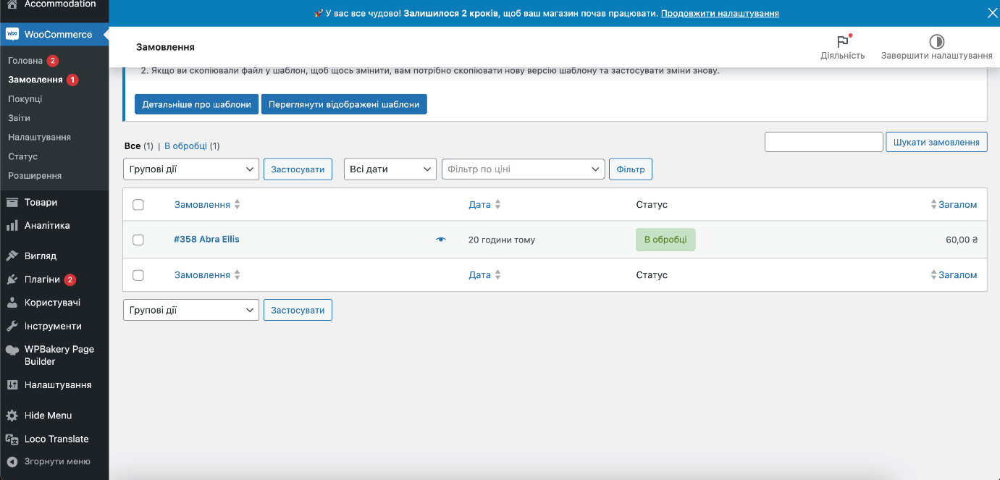 🚀 У вас все чудово! Залишилося 2 кроків, щоб ваш магазин почав працювати. Продовжити налаштування
Accommodation
WooCommerce
Головна 2
Замовлення 1
Покупці
Звіти
Налаштування
Статус
Розширення
Товари
Аналітика
Вигляд
Плагіни 2
Користувачі
Інструменти
WPBakery Page
Builder
Налаштування
Hide Menu
Loco Translate
Згорнути меню
Замовлення
Діяльність
Завершити налаштування
2. Якщо ви скопіювали файл у шаблон, щоб щось змінити, вам потрібно скопіювати нову версію шаблону та застосувати зміни знову.
Детальніше про шаблони Переглянути відображені шаблони
Шукати замовлення
Все (1) | В обробці (1)
Групові дії Застосувати Всі дати Фільтр по ціні Фільтр
Замовлення Дата Статус Загалом
#358 Abra Ellis 20 години тому В обробці 60,00 ₴
Замовлення Дата Статус Загалом
Групові дії Застосувати